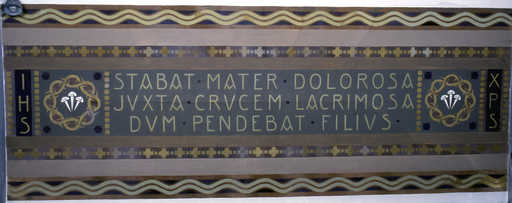 IHS
STABAT · MATER · DOLOROSA
JVXTA · CRVCEM · LACRIMOSA
DVM · PENDEBAT · FILIVS ·
XPS